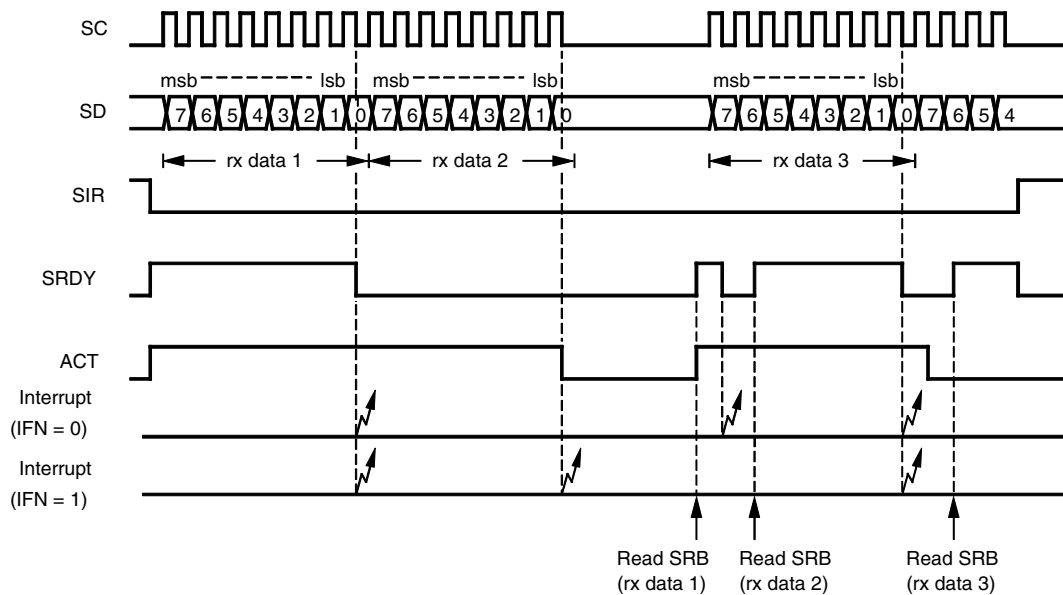 SC
msb lsb msb lsb msb lsb
SD 7 6 5 4 3 2 1 0 7 6 5 4 3 2 1 0 7 6 5 4 3 2 1 0 7 6 5 4
rx data 1 rx data 2 rx data 3
SIR
SRDY
ACT
Interrupt
(IFN = 0)
Interrupt
(IFN = 1)
Read SRB
(rx data 1)
Read SRB
(rx data 2)
Read SRB
(rx data 3)